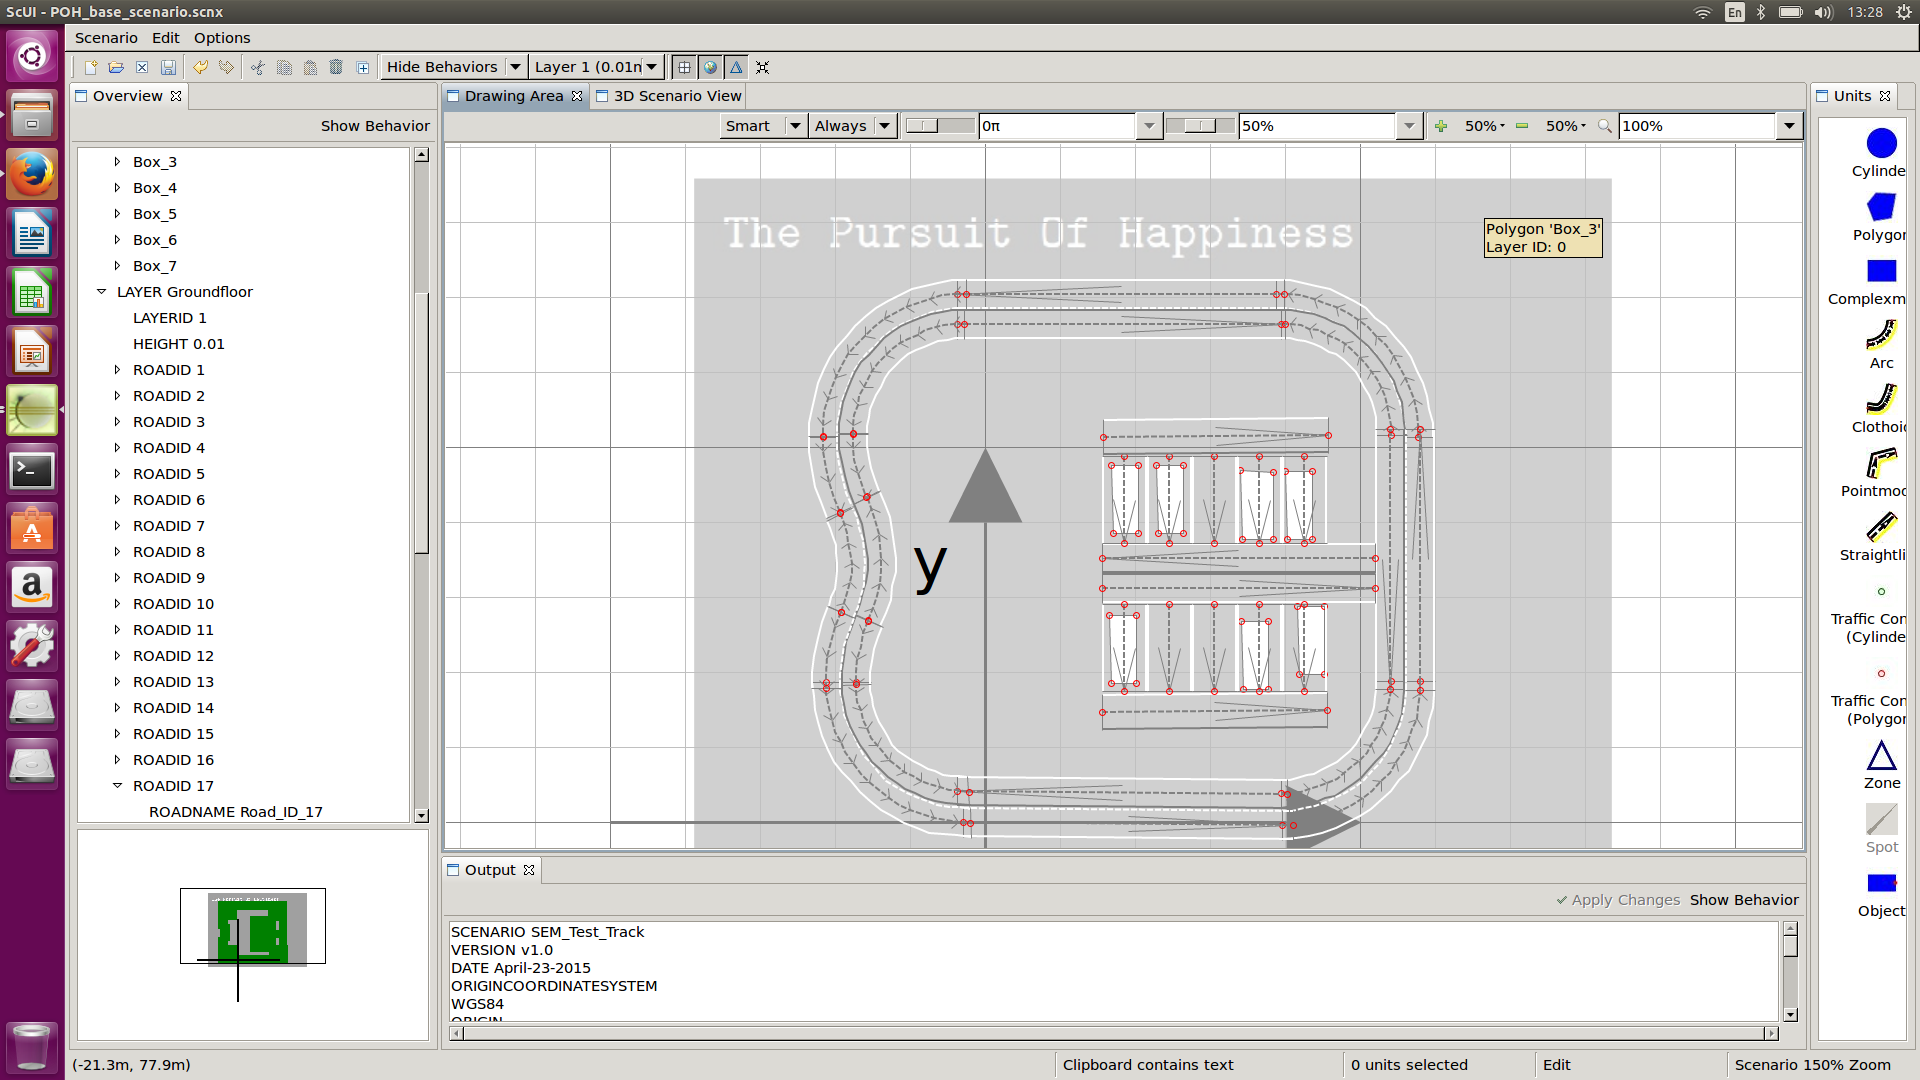 ScUI - POH_base_scenario.scnx
En
13:28
Scenario Edit Options
Hide Behaviors
Layer 1 (0.01n
Overview
Show Behavior
Box_3
Box_4
Box_5
Box_6
Box_7
LAYER Groundfloor
LAYERID 1
HEIGHT 0.01
ROADID 1
ROADID 2
ROADID 3
ROADID 4
ROADID 5
ROADID 6
ROADID 7
ROADID 8
ROADID 9
ROADID 10
ROADID 11
ROADID 12
ROADID 13
ROADID 14
ROADID 15
ROADID 16
ROADID 17
ROADNAME Road_ID_17
Drawing Area
3D Scenario View
Smart
Always
0π
50%
50%
50%
100%
The Pursuit Of Happiness
Polygon 'Box_3'
Layer ID: 0
y
Output
Apply Changes
Show Behavior
SCENARIO SEM_Test_Track
VERSION v1.0
DATE April-23-2015
ORIGINCOORDINATESYSTEM
WGS84
ORIGIN
Units
Cylinde
Polygor
Complexm
Arc
Clothoic
Pointmod
Straightli
Traffic Con
(Cylinde
Traffic Con
(Polygor
Zone
Spot
Object
(-21.3m, 77.9m)
Clipboard contains text
0 units selected
Edit
Scenario 150% Zoom